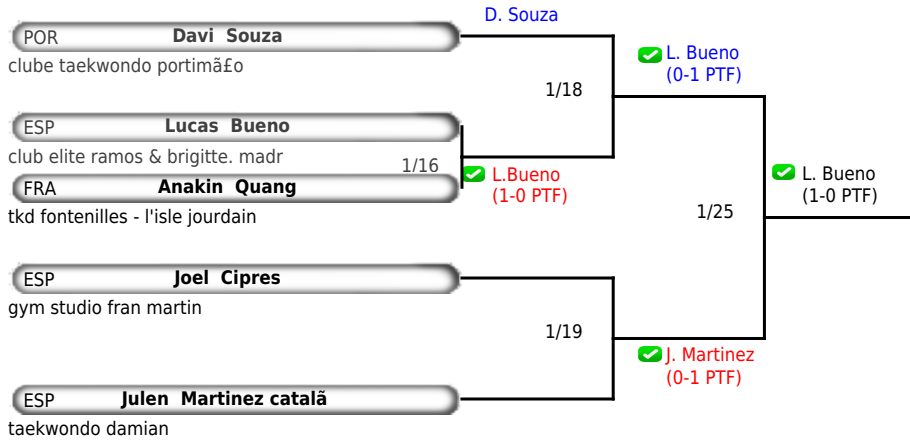 D. Souza
POR Davi Souza
clube taekwondo portimã£o
L. Bueno
(0-1 PTF)
1/18
ESP Lucas Bueno
club elite ramos & brigitte. madr
1/16
L.Bueno
(1-0 PTF)
FRA Anakin Quang
tkd fontenilles - l'isle jourdain
L. Bueno
(1-0 PTF)
1/25
ESP Joel Cipres
gym studio fran martin
1/19
J. Martinez
(0-1 PTF)
ESP Julen Martinez catalã
taekwondo damian